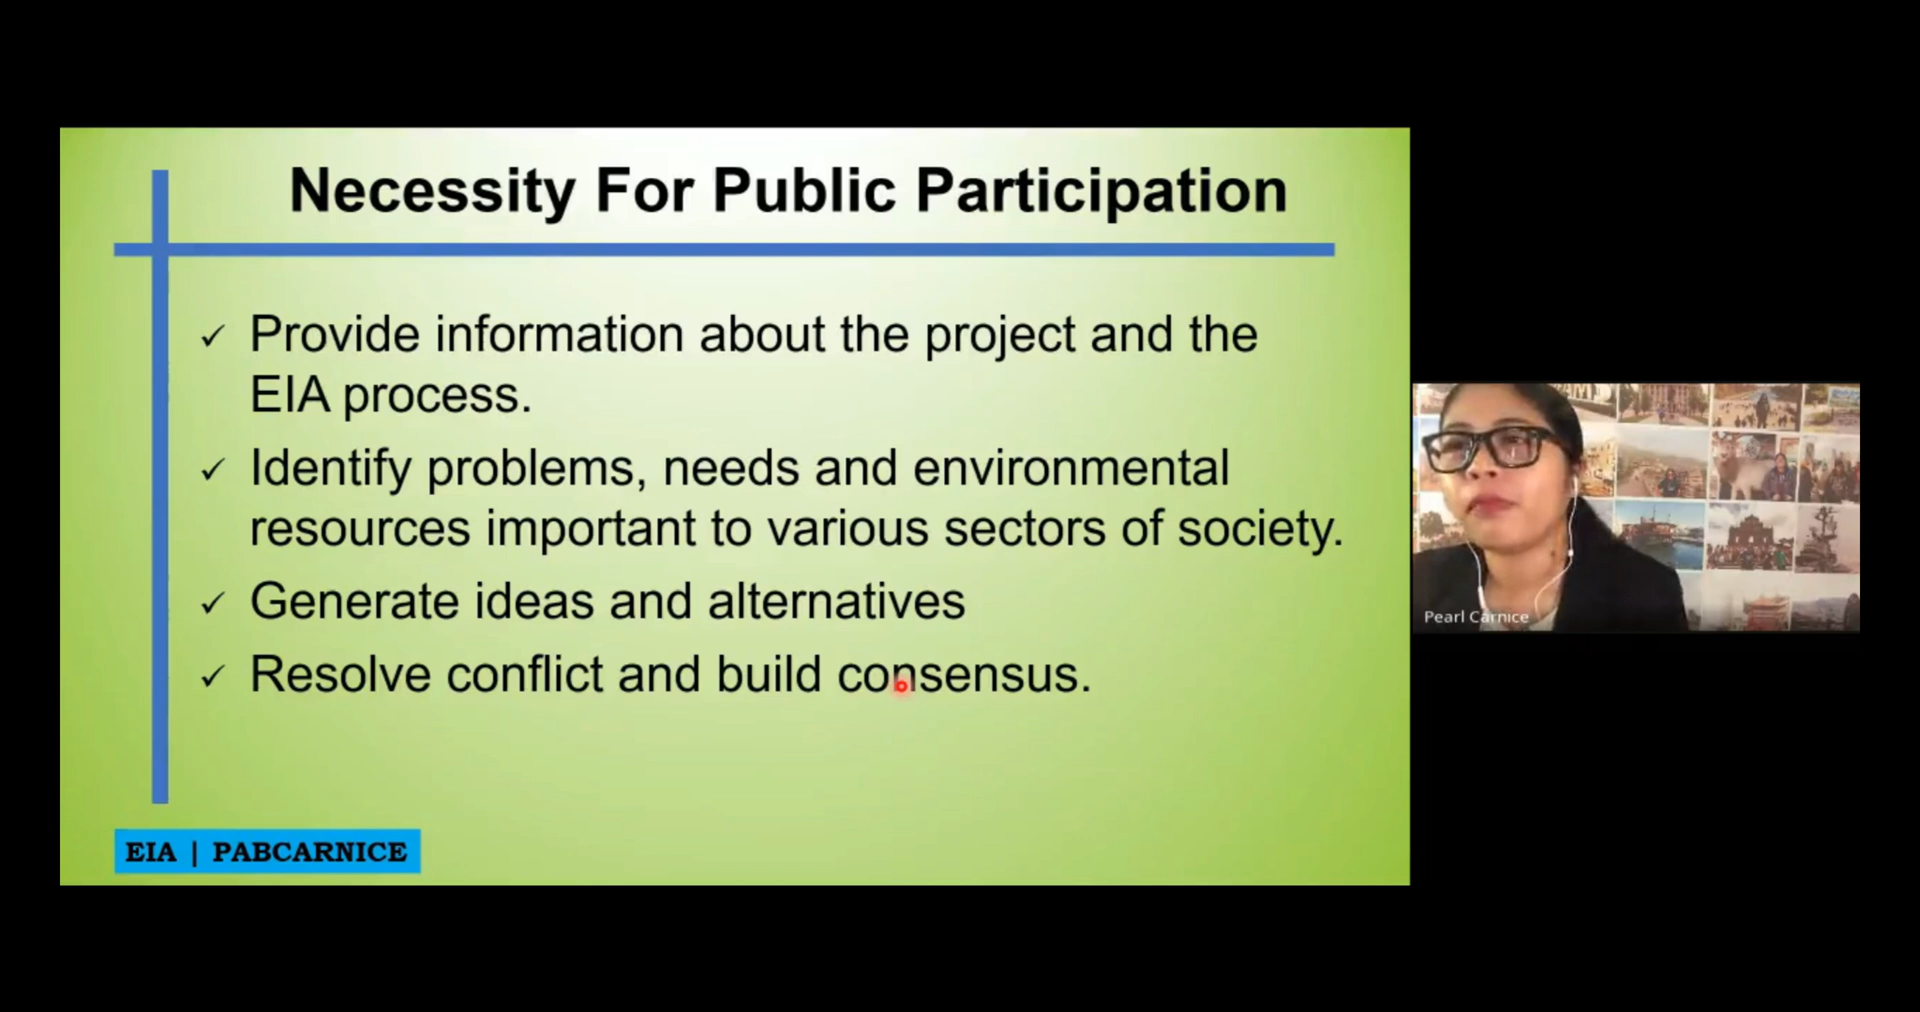 Necessity For Public Participation
✓ Provide information about the project and the
EIA process.
✓ Identify problems, needs and environmental
resources important to various sectors of society.
✓ Generate ideas and alternatives
✓ Resolve conflict and build consensus.
EIA | PABCARNICE
Pearl Carnice